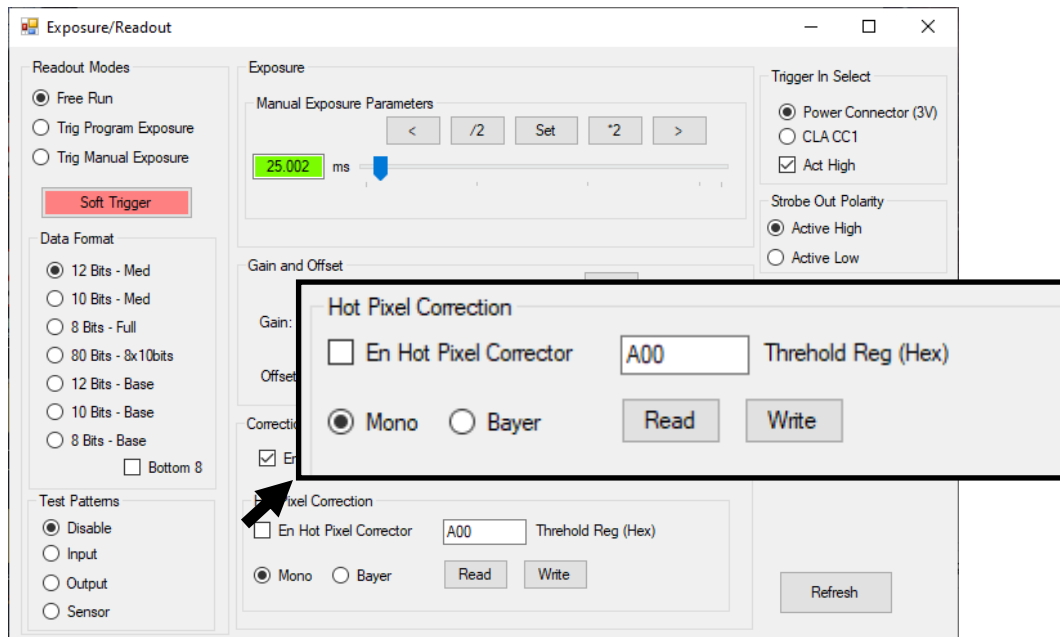 Exposure/Readout
Readout Modes
Free Run
Trig Program Exposure
Trig Manual Exposure
Soft Trigger
Data Format
12 Bits - Med
10 Bits - Med
8 Bits - Full
80 Bits - 8x10bits
12 Bits - Base
10 Bits - Base
8 Bits - Base
Bottom 8
Test Patterns
Disable
Input
Output
Sensor
Exposure
Manual Exposure Parameters
< /2 Set *2 >
25.002 ms
Gain and Offset
Gain:
Offset
Trigger In Select
Power Connector (3V)
CLA CC1
Act High
Strobe Out Polarity
Active High
Active Low
Hot Pixel Correction
En Hot Pixel Corrector A00 Threhold Reg (Hex)
Mono Bayer Read Write
Pixel Correction
En Hot Pixel Corrector A00 Threhold Reg (Hex)
Mono Bayer Read Write
Refresh